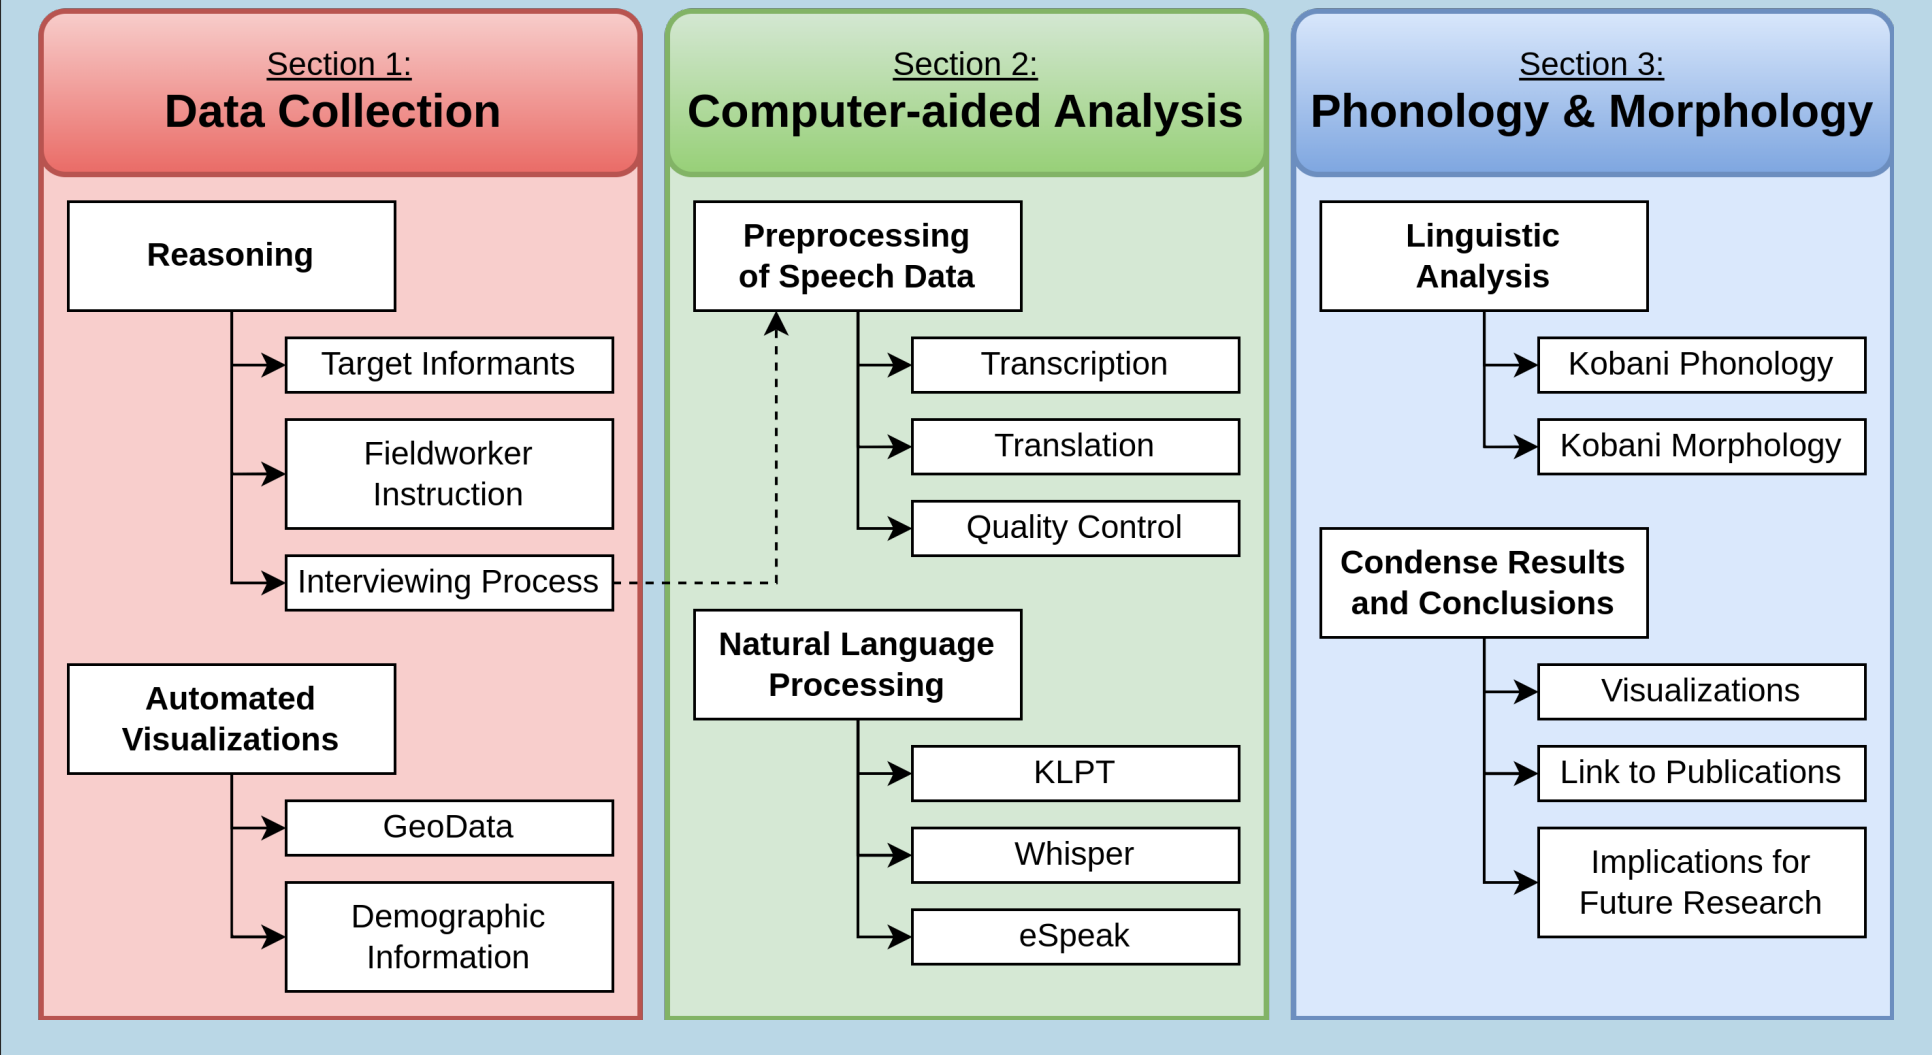 Section 1:
Data Collection
Reasoning
Target Informants
Fieldworker
Instruction
Interviewing Process
Automated
Visualizations
GeoData
Demographic
Information
Section 2:
Computer-aided Analysis
Preprocessing
of Speech Data
Transcription
Translation
Quality Control
Natural Language
Processing
KLPT
Whisper
eSpeak
Section 3:
Phonology & Morphology
Linguistic
Analysis
Kobani Phonology
Kobani Morphology
Condense Results
and Conclusions
Visualizations
Link to Publications
Implications for
Future Research